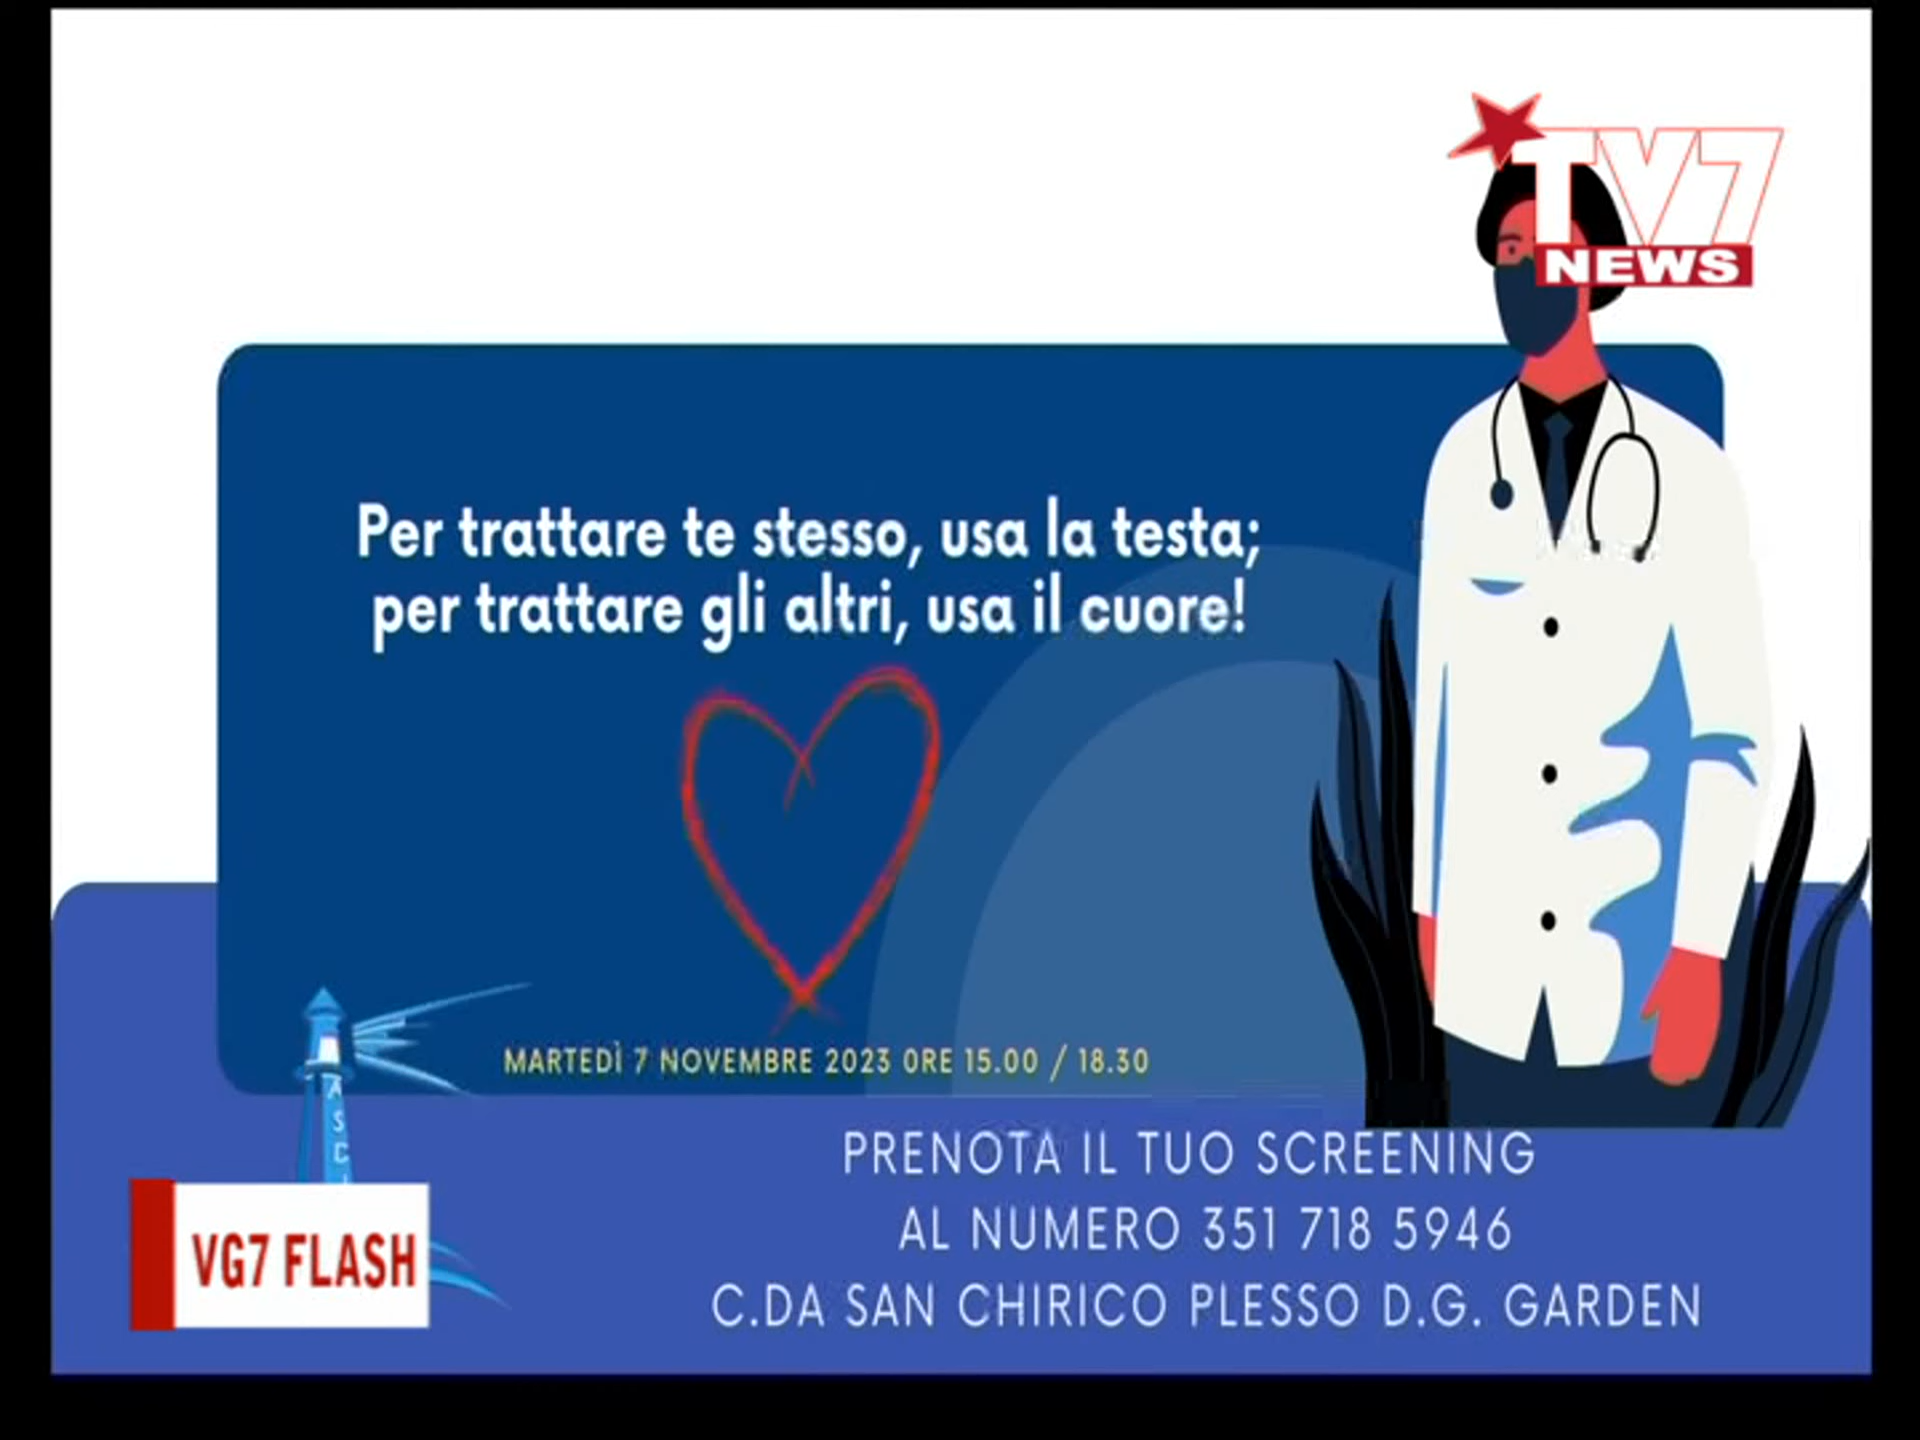 TV7
NEWS
Per trattare te stesso, usa la testa;
per trattare gli altri, usa il cuore!
MARTEDÌ 7 NOVEMBRE 2023 ORE 15.00 / 18.30
PRENOTA IL TUO SCREENING
AL NUMERO 351 718 5946
C.DA SAN CHIRICO PLESSO D.G. GARDEN
VG7 FLASH